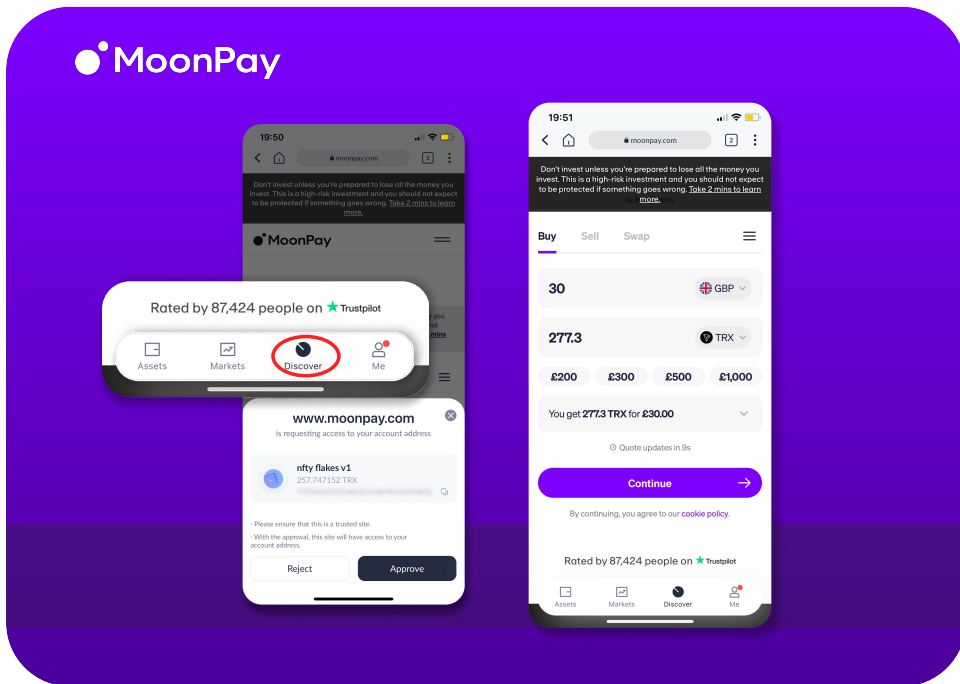 MoonPay
19:50
moonpay.com
2
Don't invest unless you're prepared to lose all the money you
invest. This is a high-risk investment and you should not expect
to be protected if something goes wrong. Take 2 mins to learn
more.
MoonPay
you
mins
Rated by 87,424 people on Trustpilot
Assets
Markets
Discover
Me
www.moonpay.com
is requesting access to your account address
nfty flakes v1
257.747152 TRX
· Please ensure that this is a trusted site.
· With the approval, this site will have access to your
account address.
Reject
Approve
19:51
moonpay.com
2
Don't invest unless you're prepared to lose all the money you
invest. This is a high-risk investment and you should not expect
to be protected if something goes wrong. Take 2 mins to learn
more.
Buy
Sell
Swap
30
GBP
277.3
TRX
£200
£300
£500
£1,000
You get 277.3 TRX for £30.00
Quote updates in 9s
Continue
By continuing, you agree to our cookie policy.
Rated by 87,424 people on Trustpilot
Assets
Markets
Discover
Me